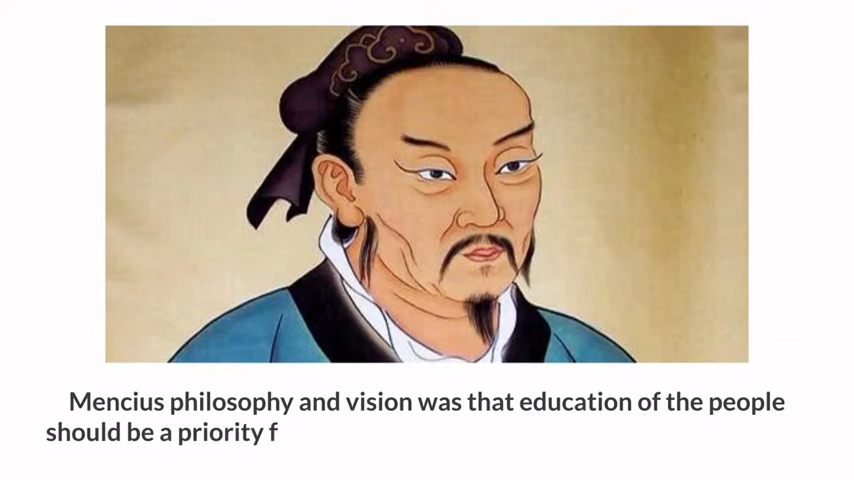 Mencius philosophy and vision was that education of the people
should be a priority f